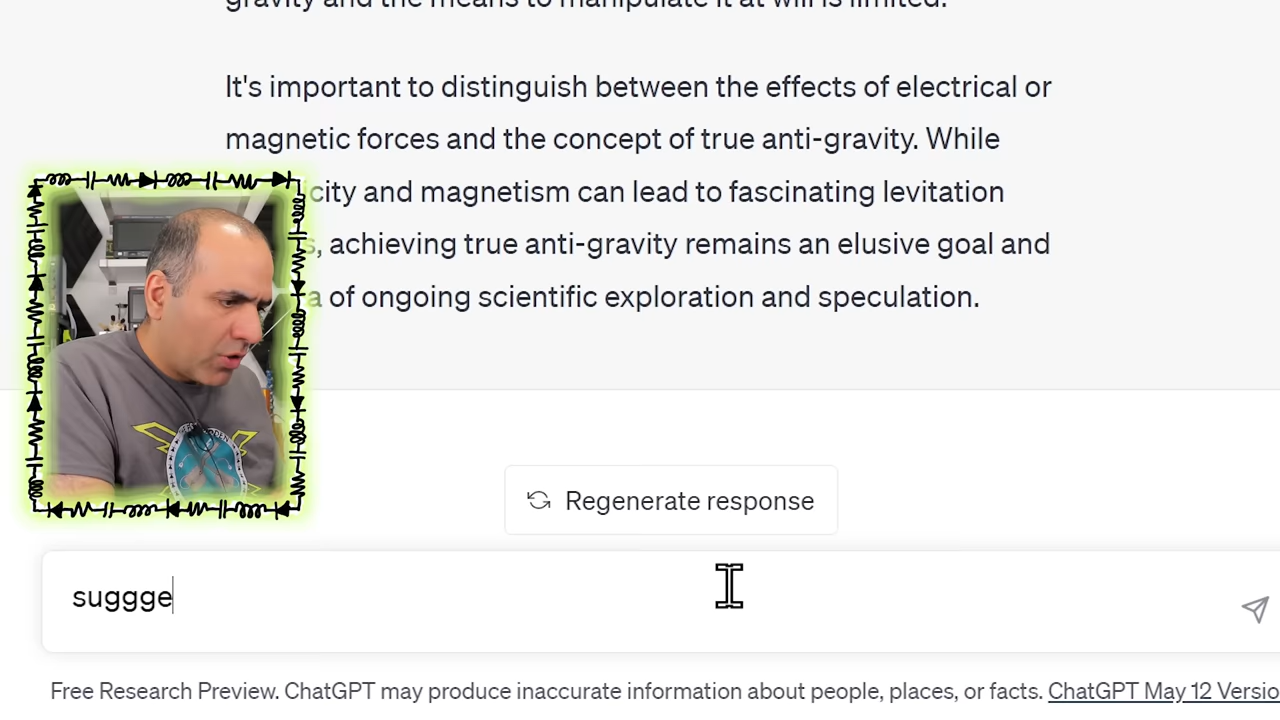 gravity and the means to manipulate it at will is limited.
It's important to distinguish between the effects of electrical or
magnetic forces and the concept of true anti-gravity. While
city and magnetism can lead to fascinating levitation
s, achieving true anti-gravity remains an elusive goal and
a of ongoing scientific exploration and speculation.
Regenerate response
suggge
Free Research Preview. ChatGPT may produce inaccurate information about people, places, or facts. ChatGPT May 12 Versio